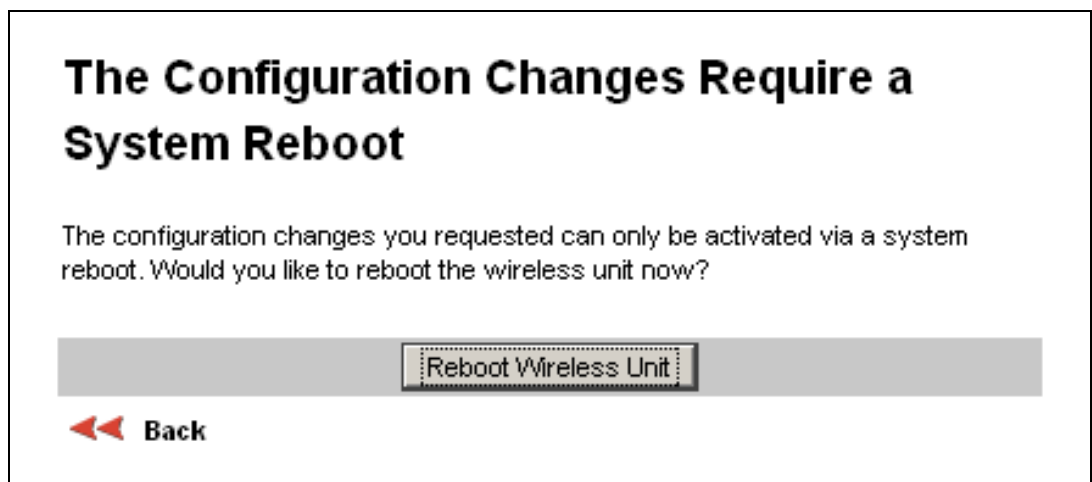 The Configuration Changes Require a
System Reboot
The configuration changes you requested can only be activated via a system
reboot. Would you like to reboot the wireless unit now?
Reboot Wireless Unit
Back